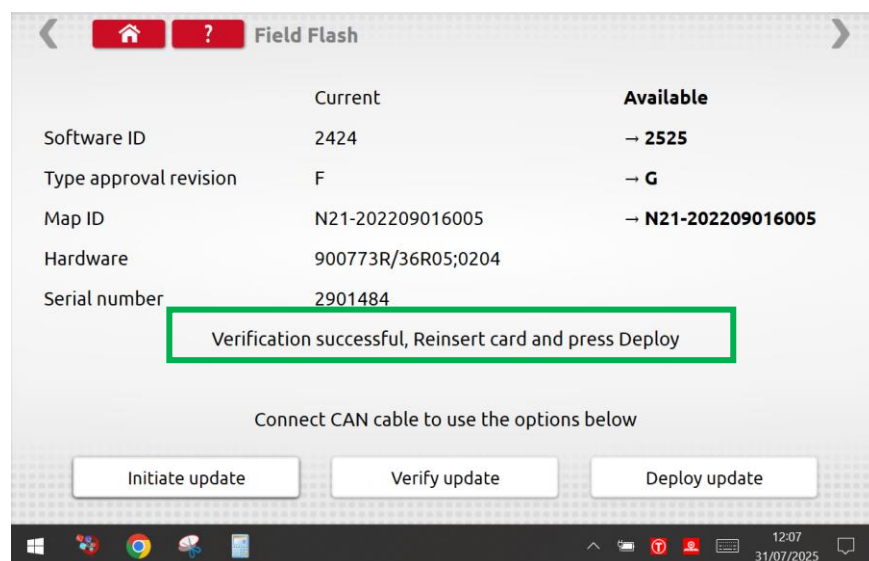 ? Field Flash
Current Available
Software ID 2424 → 2525
Type approval revision F → G
Map ID N21-202209016005 → N21-202209016005
Hardware 900773R/36R05;0204
Serial number 2901484
Verification successful, Reinsert card and press Deploy
Connect CAN cable to use the options below
Initiate update Verify update Deploy update
12:07
31/07/2025